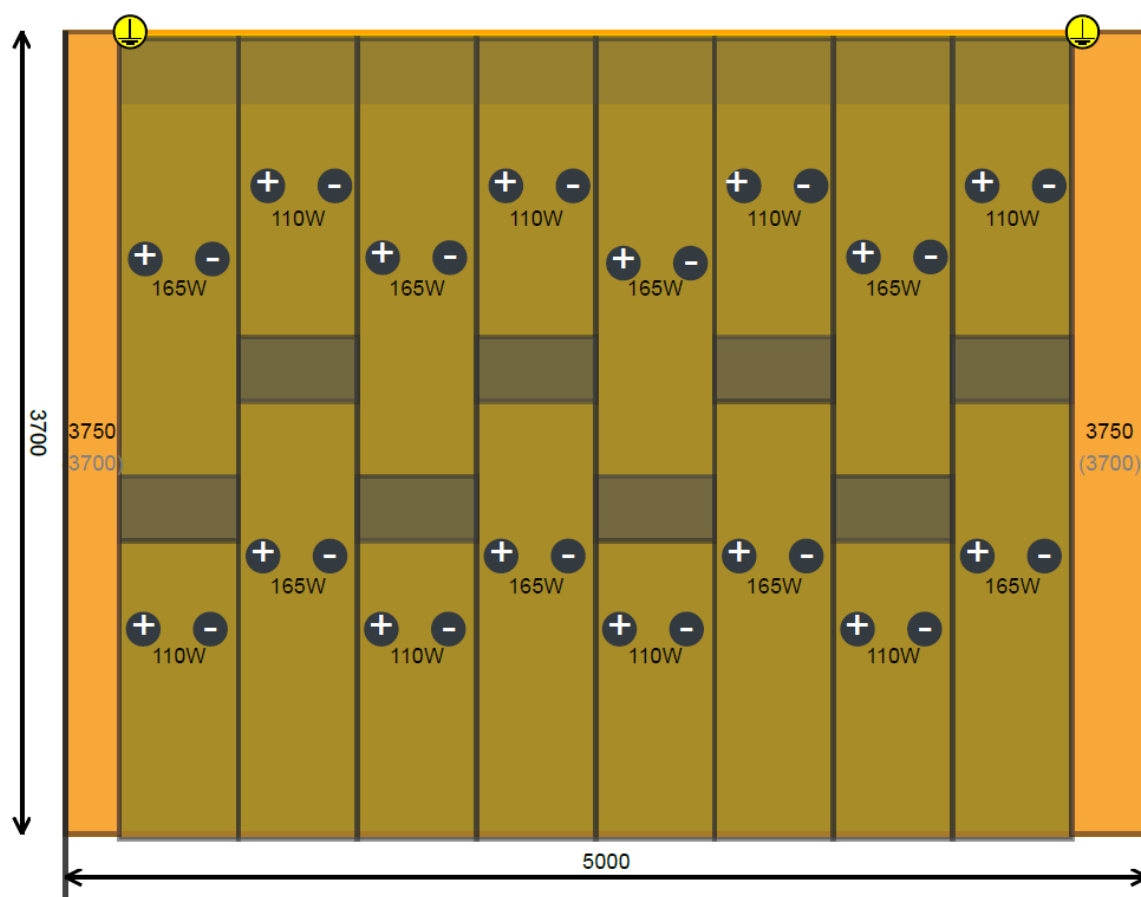 + - + - + - + -
110W 110W 110W 110W
+ - + - + - + -
165W 165W 165W 165W
3700
3750 3750
(3700) (3700)
+ - + - + - + -
165W 165W 165W 165W
+ - + - + - + -
110W 110W 110W 110W
5000